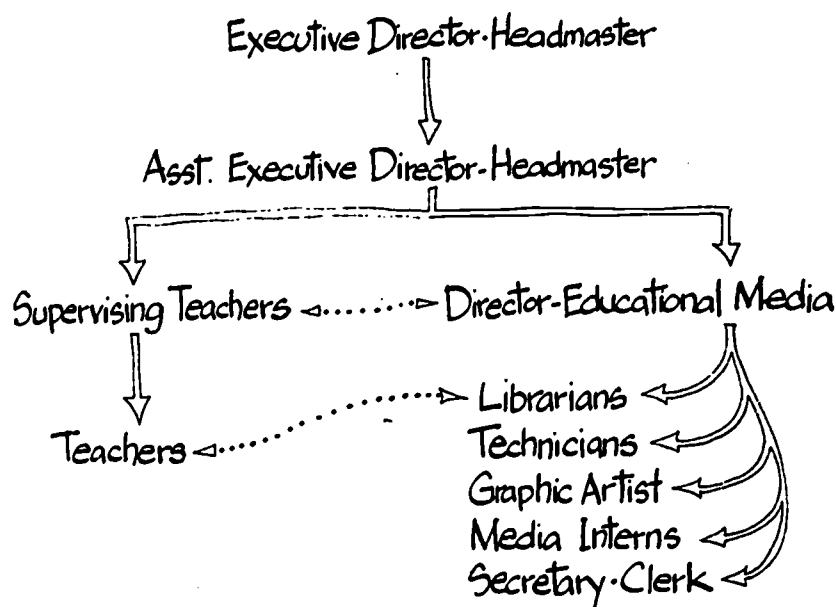 Executive Director·Headmaster
Asst. Executive Director-Headmaster
Supervising Teachers
Director-Educational Media
Librarians
Teachers
Technicians
Graphic Artist
Media Interns
Secretary·Clerk